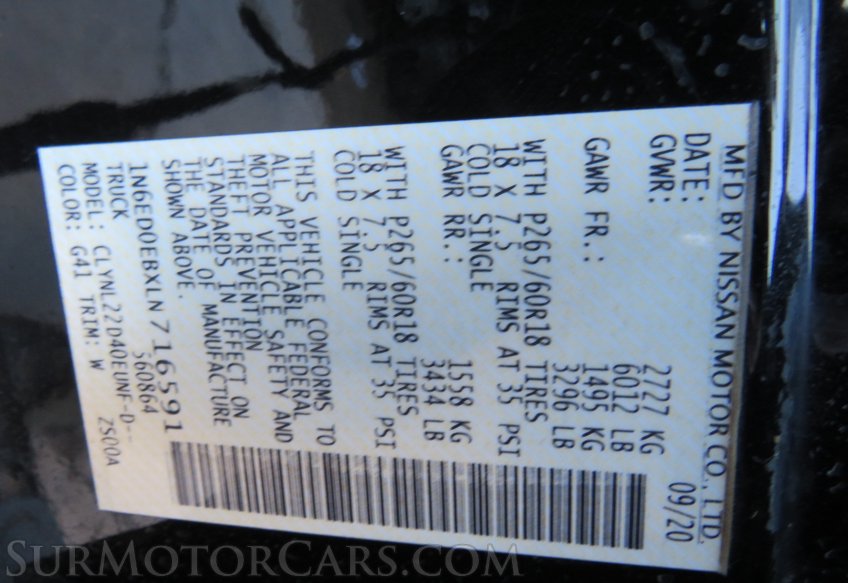 MFD BY NISSAN MOTOR CO., LTD.
DATE: 09/20
GVWR: 2727 KG
6012 LB
GAWR FR.: 1495 KG
3296 LB
WITH P265/60R18 TIRES
18 X 7.5 RIMS AT 35 PSI
COLD SINGLE
GAWR RR.: 1558 KG
3434 LB
WITH P265/60R18 TIRES
18 X 7.5 RIMS AT 35 PSI
COLD SINGLE
THIS VEHICLE CONFORMS TO
ALL APPLICABLE FEDERAL
MOTOR VEHICLE SAFETY AND
THEFT PREVENTION
STANDARDS IN EFFECT ON
THE DATE OF MANUFACTURE
SHOWN ABOVE.
1N6ED0EBXLN716591
TRUCK 560864
MODEL: CLYNL22D40EUNF-D--
COLOR: G41 TRIM: W ZS00A
SURMOTORCARS.COM